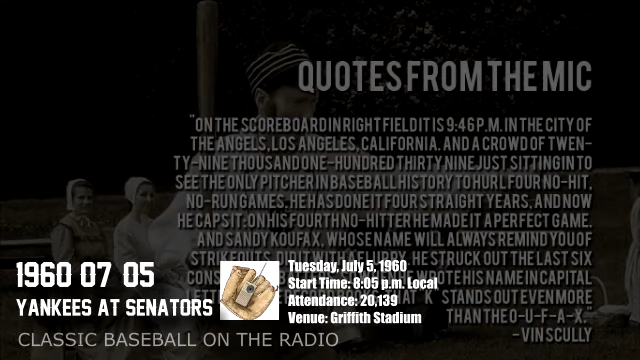 QUOTES FROM THE MIC
"ON THE SCOREBOARD IN RIGHT FIELD IT IS 9:46 P.M. IN THE CITY OF
THE ANGELS, LOS ANGELES, CALIFORNIA. AND A CROWD OF TWEN-
TY-NINE THOUSAND ONE-HUNDRED THIRTY NINE JUST SITTING IN TO
SEE THE ONLY PITCHER IN BASEBALL HISTORY TO HURL FOUR NO-HIT,
NO-RUN GAMES. HE HAS DONE IT FOUR STRAIGHT YEARS, AND NOW
HE CAPS IT: ON HIS FOURTH NO-HITTER HE MADE IT A PERFECT GAME.
AND SANDY KOUFAX, WHOSE NAME WILL ALWAYS REMIND YOU OF
STRIK HE STRUCK OUT THE LAST SIX
CONS WROTE HIS NAME IN CAPITAL
"K" STANDS OUT EVEN MORE
THAN THE O-U-F-A-X."
-VIN SCULLY
1960 07 05
YANKEES AT SENATORS
Tuesday, July 5, 1960
Start Time: 8:05 p.m. Local
Attendance: 20,139
Venue: Griffith Stadium
CLASSIC BASEBALL ON THE RADIO